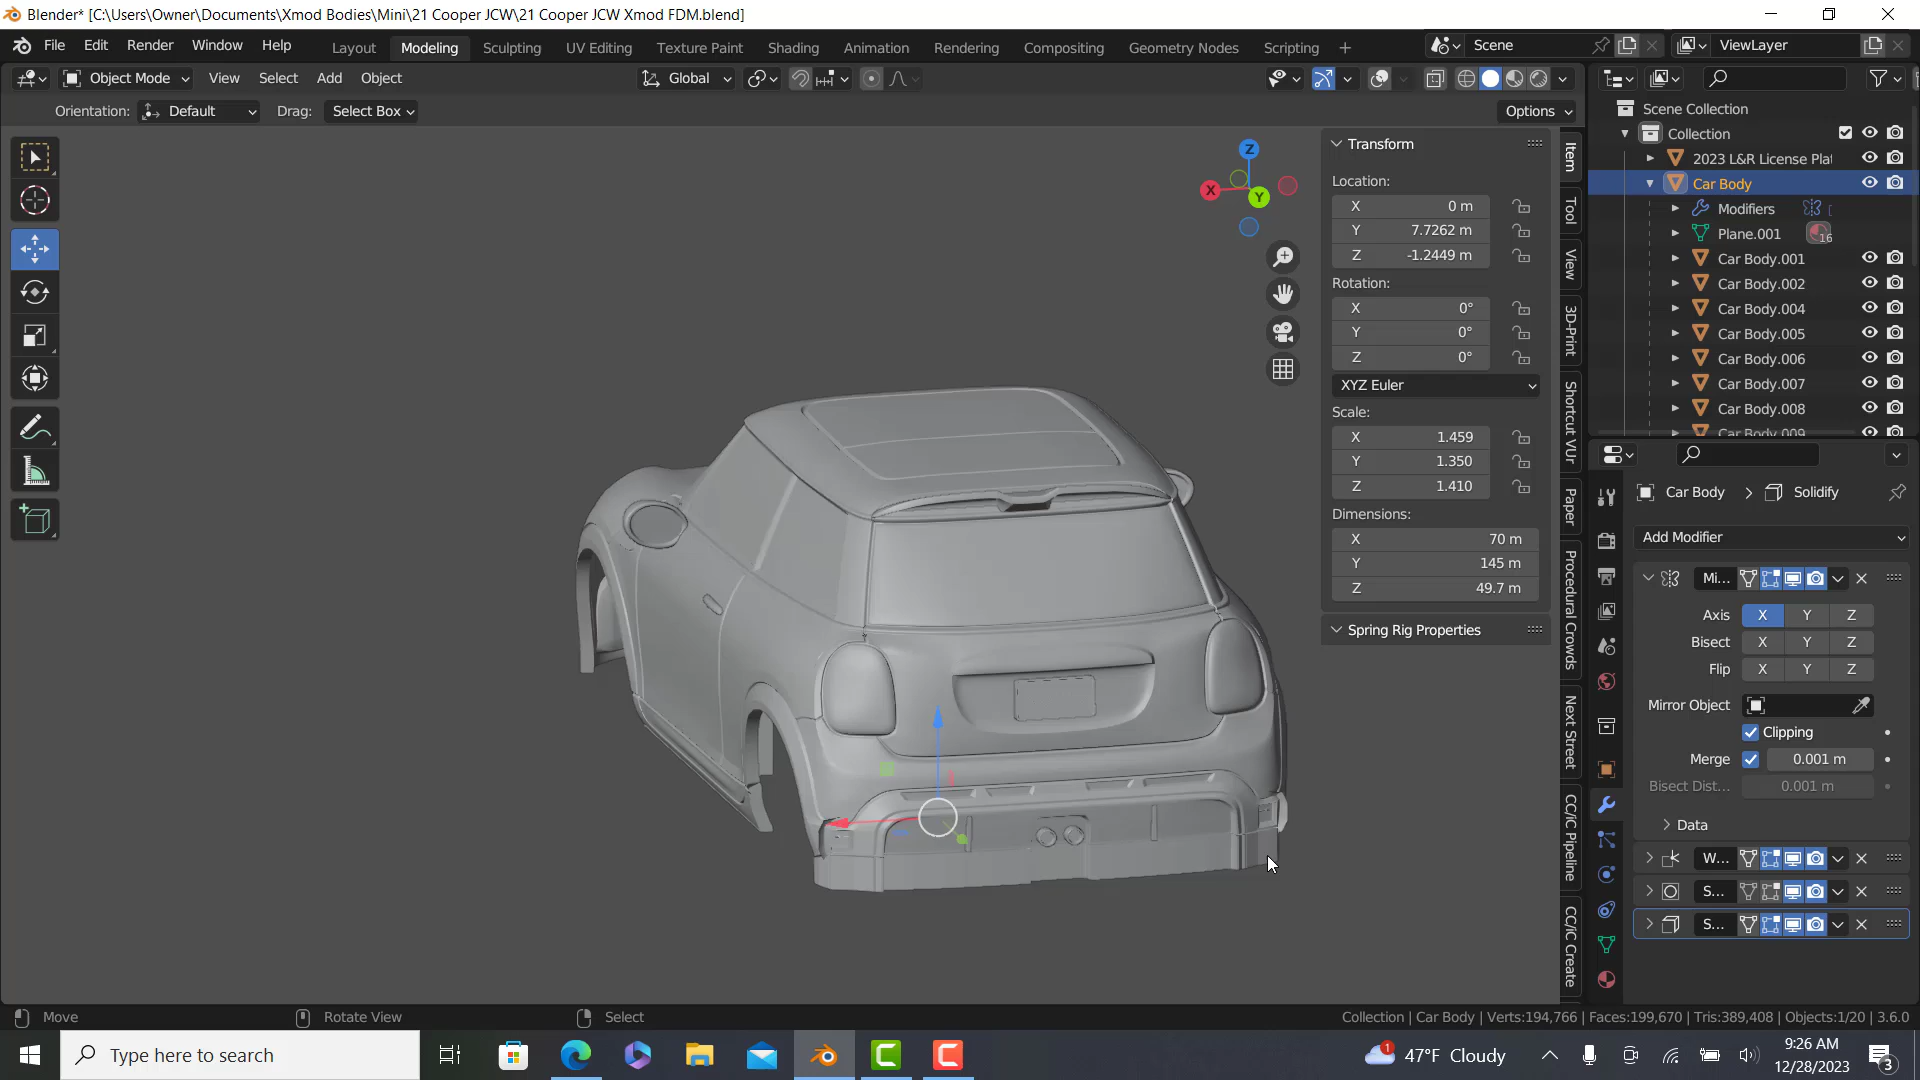 Blender* [C:\Users\Owner\Documents\Xmod Bodies\Mini\21 Cooper JCW\21 Cooper JCW Xmod FDM.blend]
File Edit Render Window Help Layout Modeling Sculpting UV Editing Texture Paint Shading Animation Rendering Compositing Geometry Nodes Scripting + Scene ViewLayer
Object Mode View Select Add Object Global
Orientation: Default Drag: Select Box Options
Scene Collection
Collection
2023 L&R License Plat
Car Body
Modifiers
Plane.001 16
Car Body.001
Car Body.002
Car Body.004
Car Body.005
Car Body.006
Car Body.007
Car Body.008
Car Body.009
Z
X
Y
Transform
Location:
X 0 m
Y 7.7262 m
Z -1.2449 m
Rotation:
X 0°
Y 0°
Z 0°
XYZ Euler
Scale:
X 1.459
Y 1.350
Z 1.410
Dimensions:
X 70 m
Y 145 m
Z 49.7 m
Spring Rig Properties
Item
Tool
View
3D-Print
Shortcut VUr
Paper
Procedural Crowds
Next Street
CC/iC Pipeline
CC/iC Create
Car Body > Solidify
Add Modifier
Mi...
Axis X Y Z
Bisect X Y Z
Flip X Y Z
Mirror Object
Clipping
Merge 0.001 m
Bisect Dist... 0.001 m
Data
W...
S...
S...
Move Rotate View Select
Collection | Car Body | Verts:194,766 | Faces:199,670 | Tris:389,408 | Objects:1/20 | 3.6.0
Type here to search
1
47°F Cloudy
9:26 AM
12/28/2023
3